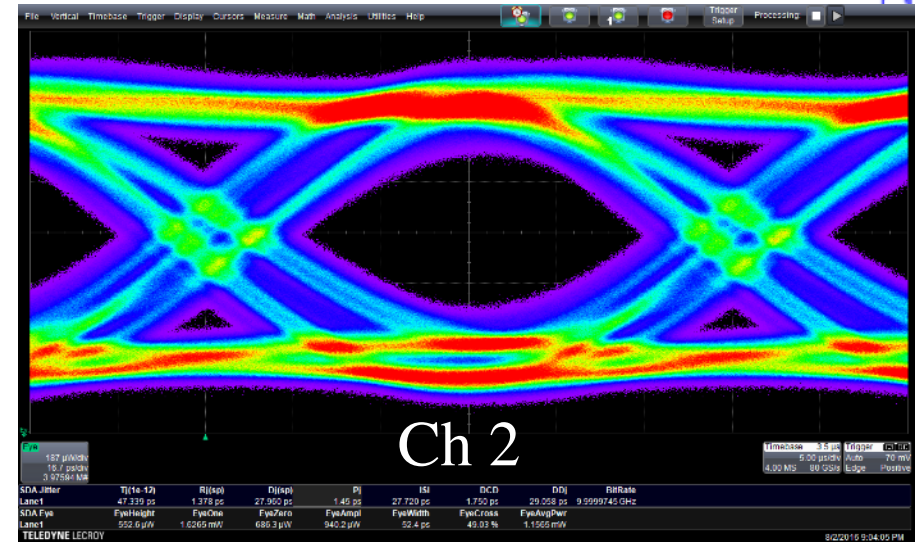 File Vertical Timebase Trigger Display Cursors Measure Math Analysis Utilities Help
1
Trigger Setup
Processing
Ch 2
Eye
187 µW/div
16.7 ps/div
3.97594 M#
Timebase 3.5 µs
5.00 µs/div
4.00 MS 80 GS/s
Trigger
Auto 70 mV
Edge Positive
SDA Jitter Tj(1e-12) Rj(sp) Dj(sp) Pj ISI DCD DDj BitRate
Lane1 47.339 ps 1.378 ps 27.960 ps 1.45 ps 27.720 ps 1.750 ps 29.058 ps 9.9999745 GHz
SDA Eye EyeHeight EyeOne EyeZero EyeAmpl EyeWidth EyeCross EyeAvgPwr
Lane1 552.6 µW 1.6265 mW 686.3 µW 940.2 µW 52.4 ps 49.03 % 1.1565 mW
TELEDYNE LECROY
8/2/2016 9:04:05 PM